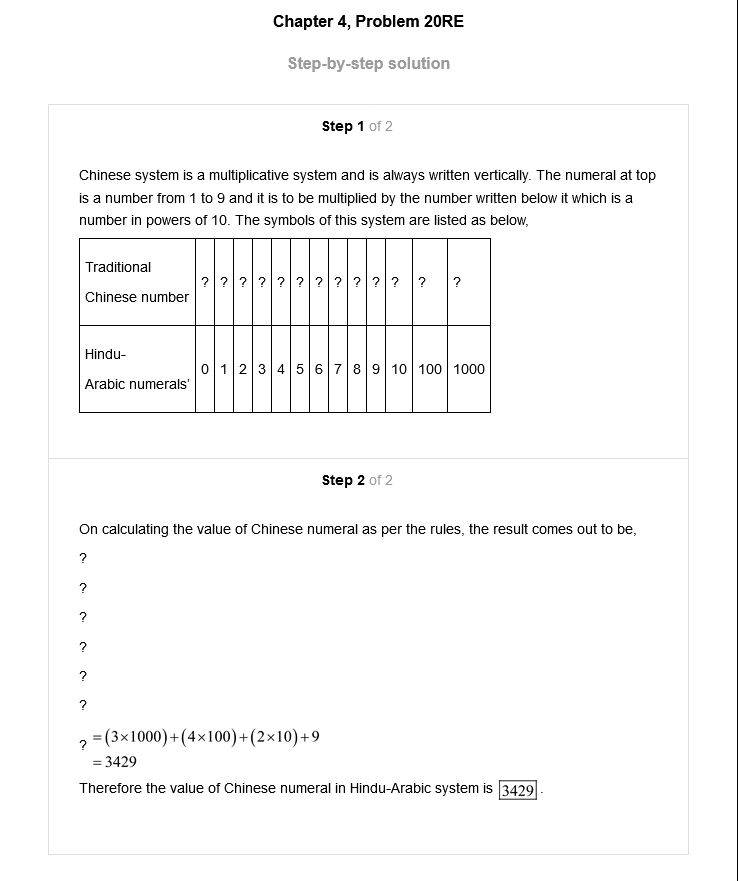 Chapter 4, Problem 20RE
Step-by-step solution
Step 1 of 2
Chinese system is a multiplicative system and is always written vertically. The numeral at top
is a number from 1 to 9 and it is to be multiplied by the number written below it which is a
number in powers of 10. The symbols of this system are listed as below,
Traditional
Chinese number
? ? ? ? ? ? ? ? ? ? ? ? ?
Hindu-
Arabic numerals’
0 1 2 3 4 5 6 7 8 9 10 100 1000
Step 2 of 2
On calculating the value of Chinese numeral as per the rules, the result comes out to be,
?
?
?
?
?
?
? =(3×1000)+(4×100)+(2×10)+9
=3429
Therefore the value of Chinese numeral in Hindu-Arabic system is 3429.